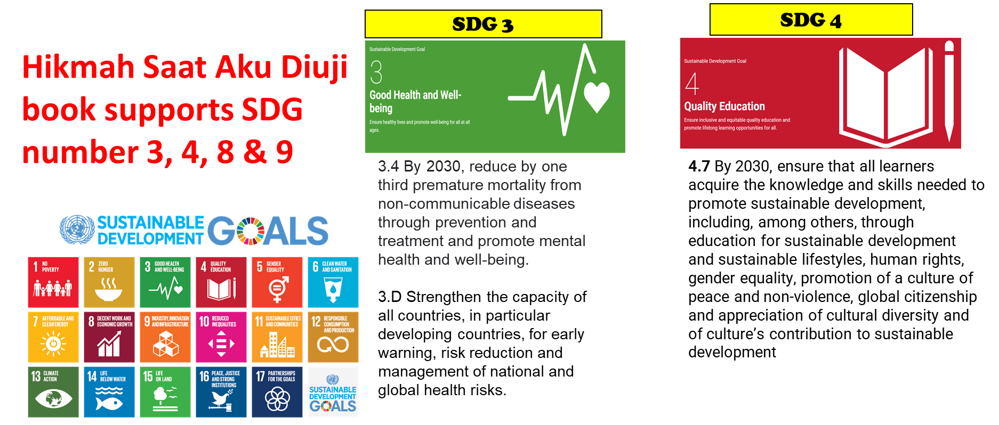 Hikmah Saat Aku Diuji
book supports SDG
number 3, 4, 8 & 9
SUSTAINABLE
DEVELOPMENT
GOALS
1 NO
POVERTY
2 ZERO
HUNGER
3 GOOD HEALTH
AND WELL-BEING
4 QUALITY
EDUCATION
5 GENDER
EQUALITY
6 CLEAN WATER
AND SANITATION
7 AFFORDABLE AND
CLEAN ENERGY
8 DECENT WORK AND
ECONOMIC GROWTH
9 INDUSTRY, INNOVATION
AND INFRASTRUCTURE
10 REDUCED
INEQUALITIES
11 SUSTAINABLE CITIES
AND COMMUNITIES
12 RESPONSIBLE
CONSUMPTION
AND PRODUCTION
13 CLIMATE
ACTION
14 LIFE
BELOW WATER
15 LIFE
ON LAND
16 PEACE, JUSTICE
AND STRONG
INSTITUTIONS
17 PARTNERSHIPS
FOR THE GOALS
SUSTAINABLE
DEVELOPMENT
GOALS
SDG 3
Sustainable Development Goal
3
Good Health and Well-
being
Ensure healthy lives and promote well-being for all at all
ages.
3.4 By 2030, reduce by one
third premature mortality from
non-communicable diseases
through prevention and
treatment and promote mental
health and well-being.
3.D Strengthen the capacity of
all countries, in particular
developing countries, for early
warning, risk reduction and
management of national and
global health risks.
SDG 4
Sustainable Development Goal
4
Quality Education
Ensure inclusive and equitable quality education and
promote lifelong learning opportunities for all.
4.7 By 2030, ensure that all learners
acquire the knowledge and skills needed to
promote sustainable development,
including, among others, through
education for sustainable development
and sustainable lifestyles, human rights,
gender equality, promotion of a culture of
peace and non-violence, global citizenship
and appreciation of cultural diversity and
of culture’s contribution to sustainable
development